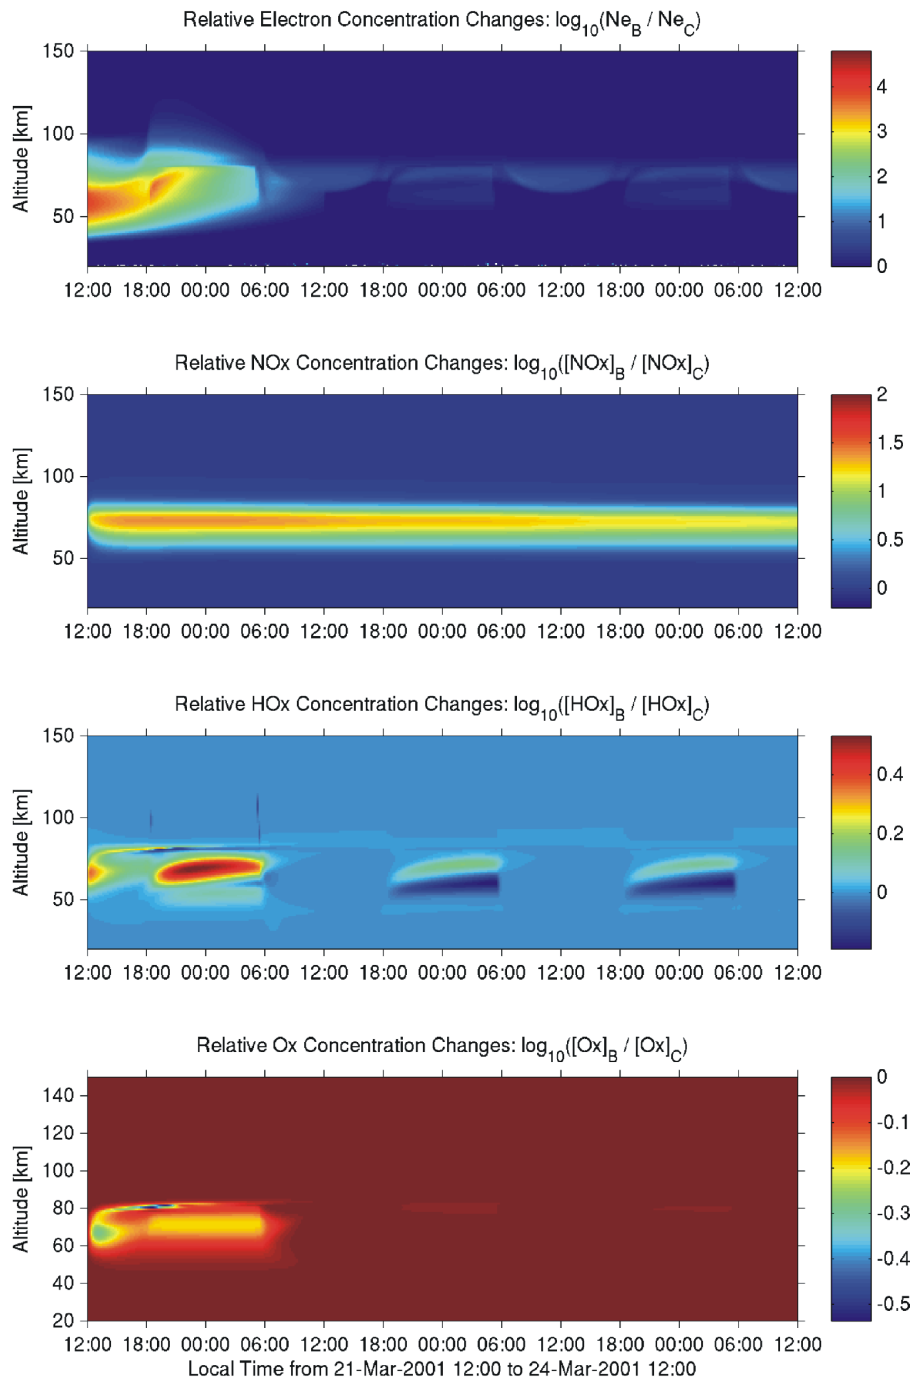 Relative Electron Concentration Changes: log10(NeB / NeC)
150
100
50
Altitude [km]
4
3
2
1
0
12:00 18:00 00:00 06:00 12:00 18:00 00:00 06:00 12:00 18:00 00:00 06:00 12:00
Relative NOx Concentration Changes: log10([NOx]B / [NOx]C)
150
100
50
Altitude [km]
2
1.5
1
0.5
0
12:00 18:00 00:00 06:00 12:00 18:00 00:00 06:00 12:00 18:00 00:00 06:00 12:00
Relative HOx Concentration Changes: log10([HOx]B / [HOx]C)
150
100
50
Altitude [km]
0.4
0.2
0
12:00 18:00 00:00 06:00 12:00 18:00 00:00 06:00 12:00 18:00 00:00 06:00 12:00
Relative Ox Concentration Changes: log10([Ox]B / [Ox]C)
140
120
100
80
60
40
20
Altitude [km]
0
-0.1
-0.2
-0.3
-0.4
-0.5
12:00 18:00 00:00 06:00 12:00 18:00 00:00 06:00 12:00 18:00 00:00 06:00 12:00
Local Time from 21-Mar-2001 12:00 to 24-Mar-2001 12:00